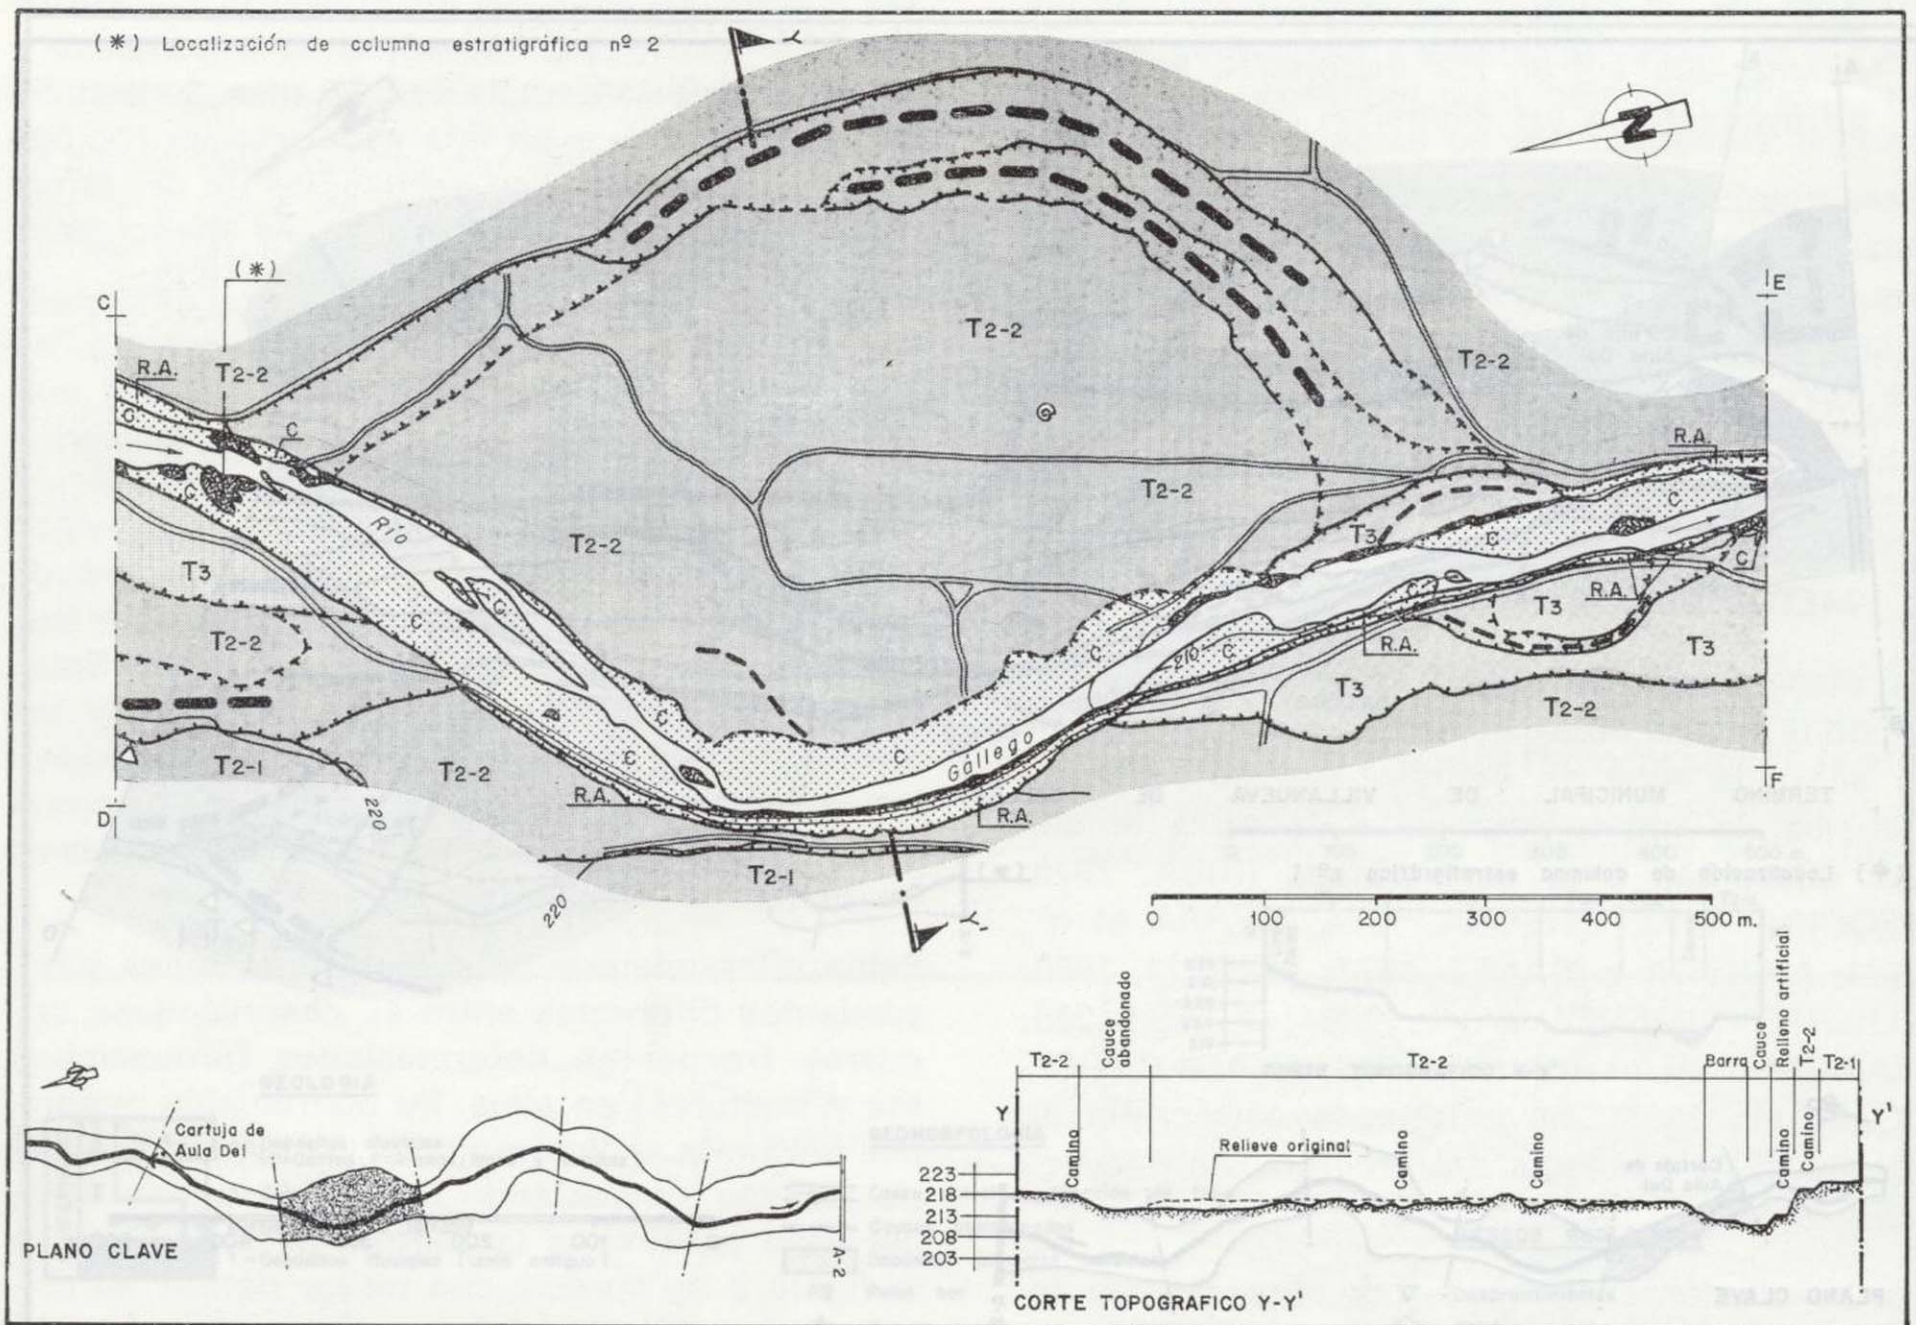 (*) Localización de columna estratigráfica nº 2
Y
N
(*)
C
E
T2-2
R.A.
T2-2
T2-2
C
C
R.A.
T2-2
C
C
Río
T2-2
T3
C
C
T3
C
T3
C
R.A.
T2-2
C
C
C
210
C
R.A.
T3
T3
T2-2
C
C
C
Gállego
T2-1
T2-2
R.A.
R.A.
D
F
220
T2-1
220
Y'
0 100 200 300 400 500 m.
T2-2
Cauce abandonado
T2-2
Barra
Cauce
Relleno artificial
T2-2
T2-1
Y
Y'
Camino
Relieve original
Camino
Camino
Camino
Camino
223
218
213
208
203
CORTE TOPOGRAFICO Y-Y'
Cartuja de
Aula Dei
A-2
PLANO CLAVE